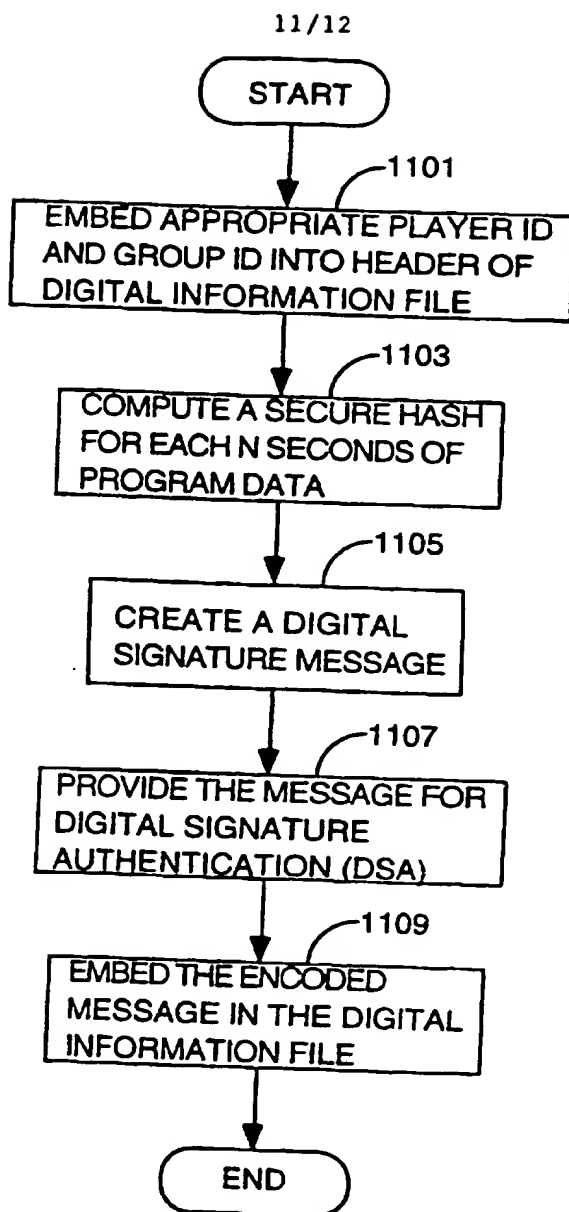 11/12
START
1101
EMBED APPROPRIATE PLAYER ID
AND GROUP ID INTO HEADER OF
DIGITAL INFORMATION FILE
1103
COMPUTE A SECURE HASH
FOR EACH N SECONDS OF
PROGRAM DATA
1105
CREATE A DIGITAL
SIGNATURE MESSAGE
1107
PROVIDE THE MESSAGE FOR
DIGITAL SIGNATURE
AUTHENTICATION (DSA)
1109
EMBED THE ENCODED
MESSAGE IN THE DIGITAL
INFORMATION FILE
END